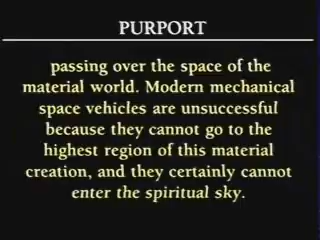 PURPORT
passing over the space of the
material world. Modern mechanical
space vehicles are unsuccessful
because they cannot go to the
highest region of this material
creation, and they certainly cannot
enter the spiritual sky.